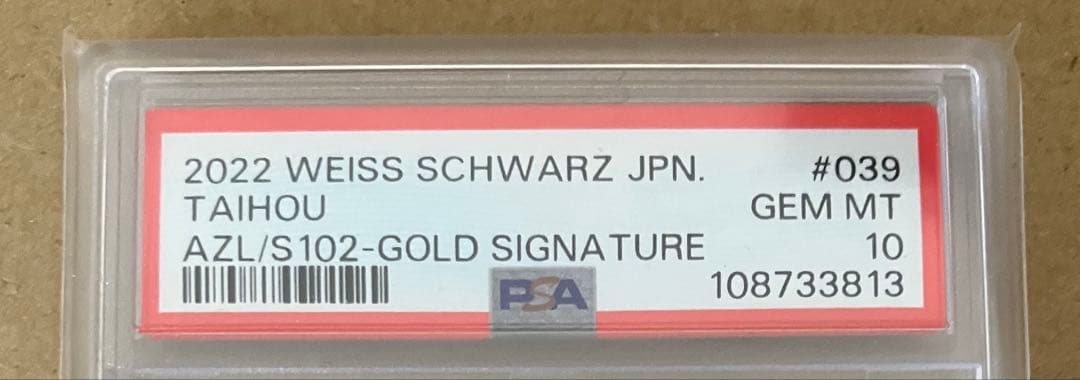 2022 WEISS SCHWARZ JPN. #039
TAIHOU GEM MT
AZL/S102-GOLD SIGNATURE 10
PSA 108733813